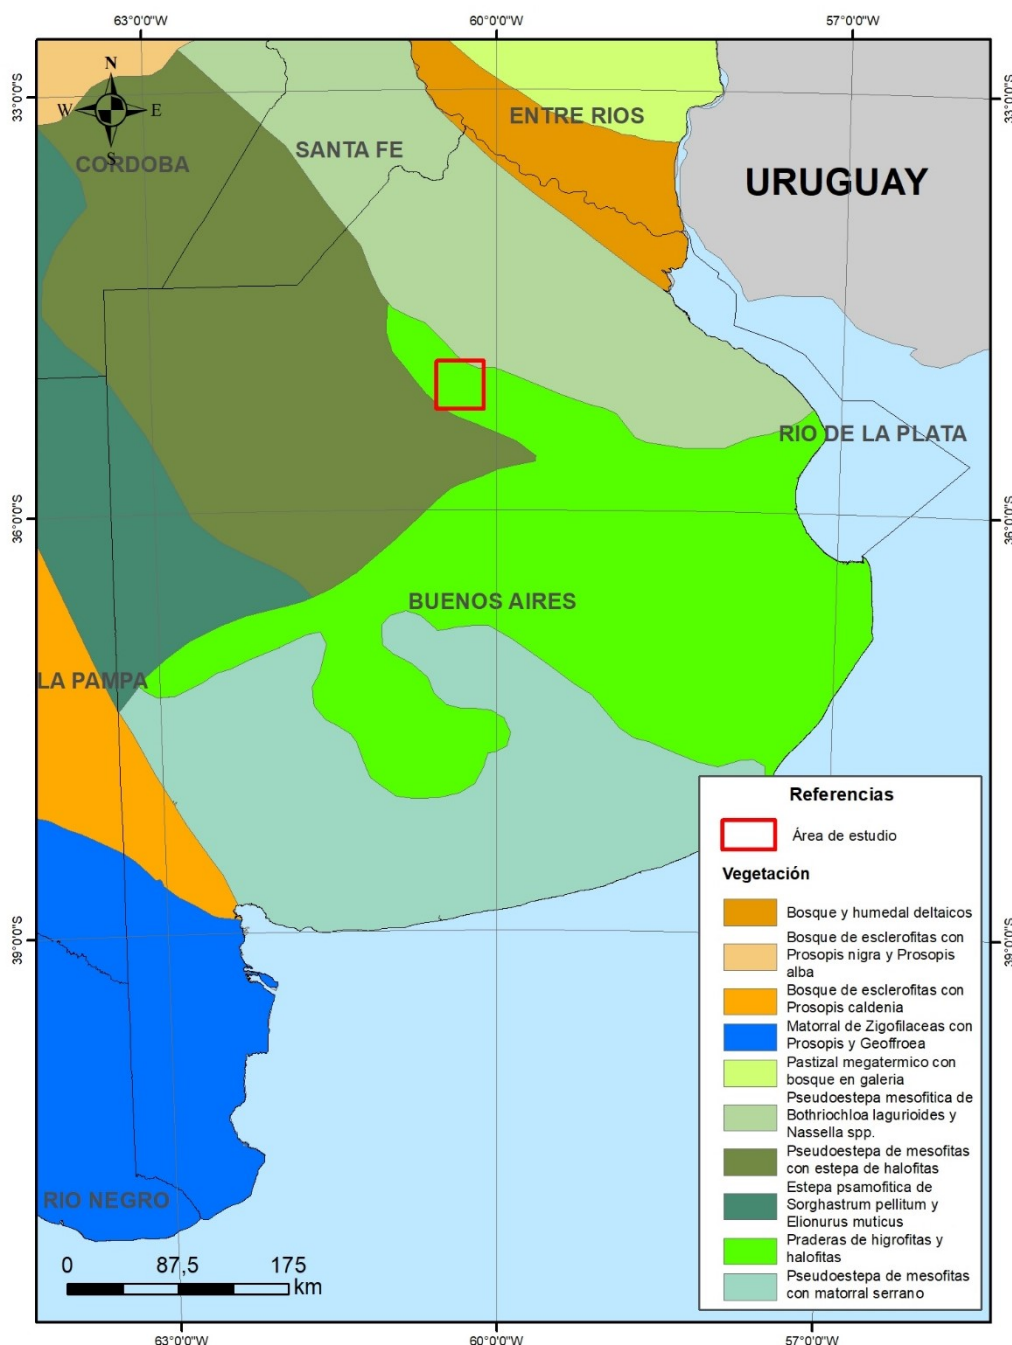 63°0'0"W
60°0'0"W
57°0'0"W
33°0'0"S
33°0'0"S
N
W
E
S
CORDOBA
SANTA FE
ENTRE RIOS
URUGUAY
RIO DE LA PLATA
36°0'0"S
36°0'0"S
BUENOS AIRES
LA PAMPA
39°0'0"S
39°0'0"S
RIO NEGRO
0
87,5
175
km
Referencias
Área de estudio
Vegetación
Bosque y humedal deltaicos
Bosque de esclerofitas con
Prosopis nigra y Prosopis
alba
Bosque de esclerofitas con
Prosopis caldenia
Matorral de Zigofilaceas con
Prosopis y Geoffroea
Pastizal megatermico con
bosque en galeria
Pseudoestepa mesofitica de
Bothriochloa lagurioides y
Nassella spp.
Pseudoestepa de mesofitas
con estepa de halofitas
Estepa psamofitica de
Sorghastrum pellitum y
Elionurus muticus
Praderas de higrofitas y
halofitas
Pseudoestepa de mesofitas
con matorral serrano
63°0'0"W
60°0'0"W
57°0'0"W